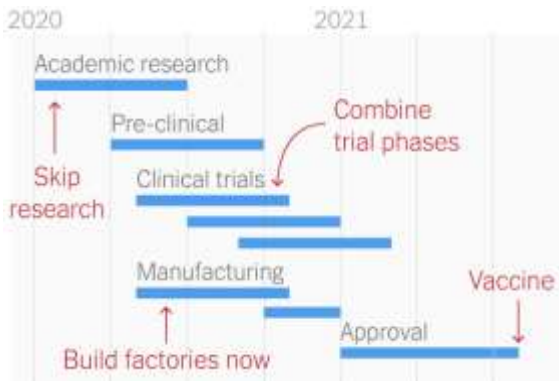 2020 2021
Academic research
Pre-clinical
Combine
trial phases
Skip
research
Clinical trials
Manufacturing
Vaccine
Build factories now
Approval